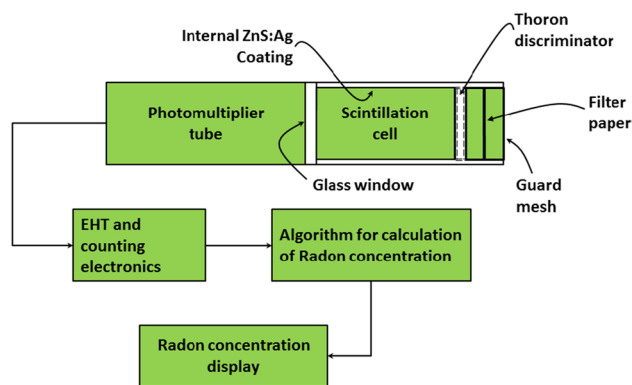 Thoron
discriminator
Internal ZnS:Ag
Coating
Photomultiplier
tube
Scintillation
cell
Filter
paper
Glass window
Guard
mesh
EHT and
counting
electronics
Algorithm for calculation
of Radon concentration
Radon concentration
display